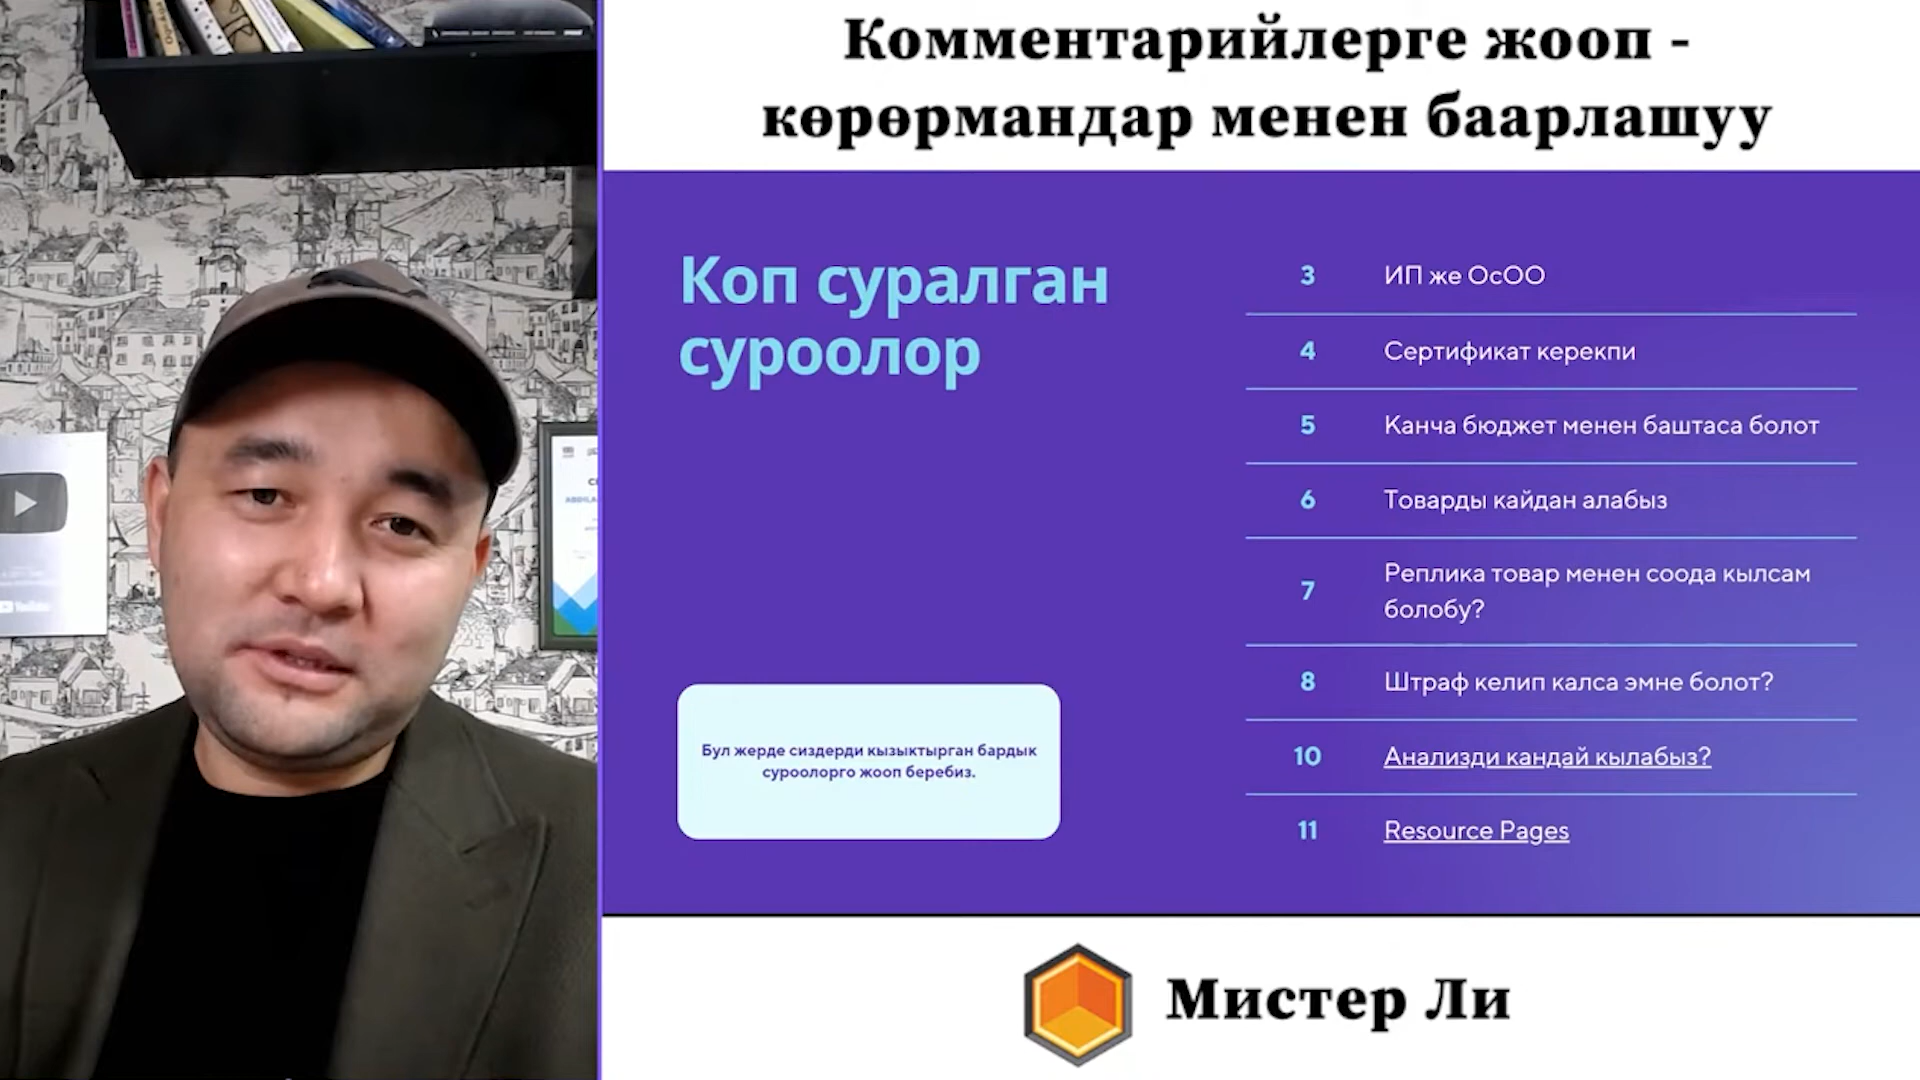 Комментарийлерге жооп -
көрөрмандар менен баарлашуу
Коп суралган
суроолор
Бул жерде сиздерди кызыктырган бардык
суроолорго жооп беребиз.
3 ИП же ОсОО
4 Сертификат керекпи
5 Канча бюджет менен баштаса болот
6 Товарды кайдан алабыз
7 Реплика товар менен соода кылсам
болобу?
8 Штраф келип калса эмне болот?
10 Анализди кандай кылабыз?
11 Resource Pages
Мистер Ли
YouTube